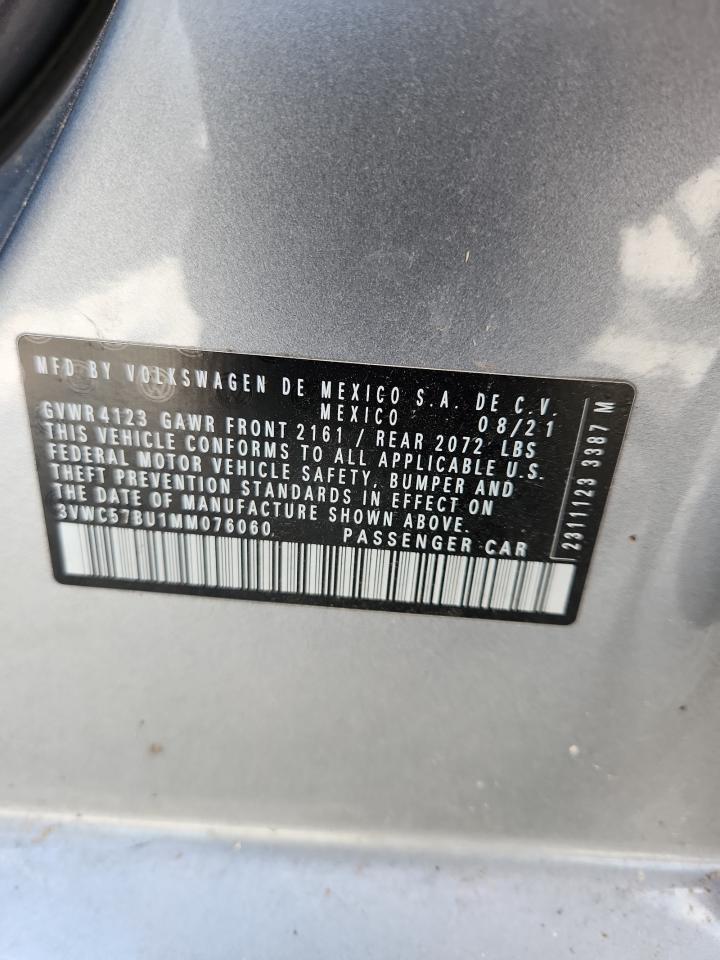 MFD BY VOLKSWAGEN DE MEXICO S.A. DE C.V.
MEXICO 08/21
GVWR 4123 GAWR FRONT 2161 / REAR 2072 LBS
THIS VEHICLE CONFORMS TO ALL APPLICABLE U.S.
FEDERAL MOTOR VEHICLE SAFETY, BUMPER AND
THEFT PREVENTION STANDARDS IN EFFECT ON
THE DATE OF MANUFACTURE SHOWN ABOVE.
3VWC57BU1MM076060 PASSENGER CAR
2311123 3387 M